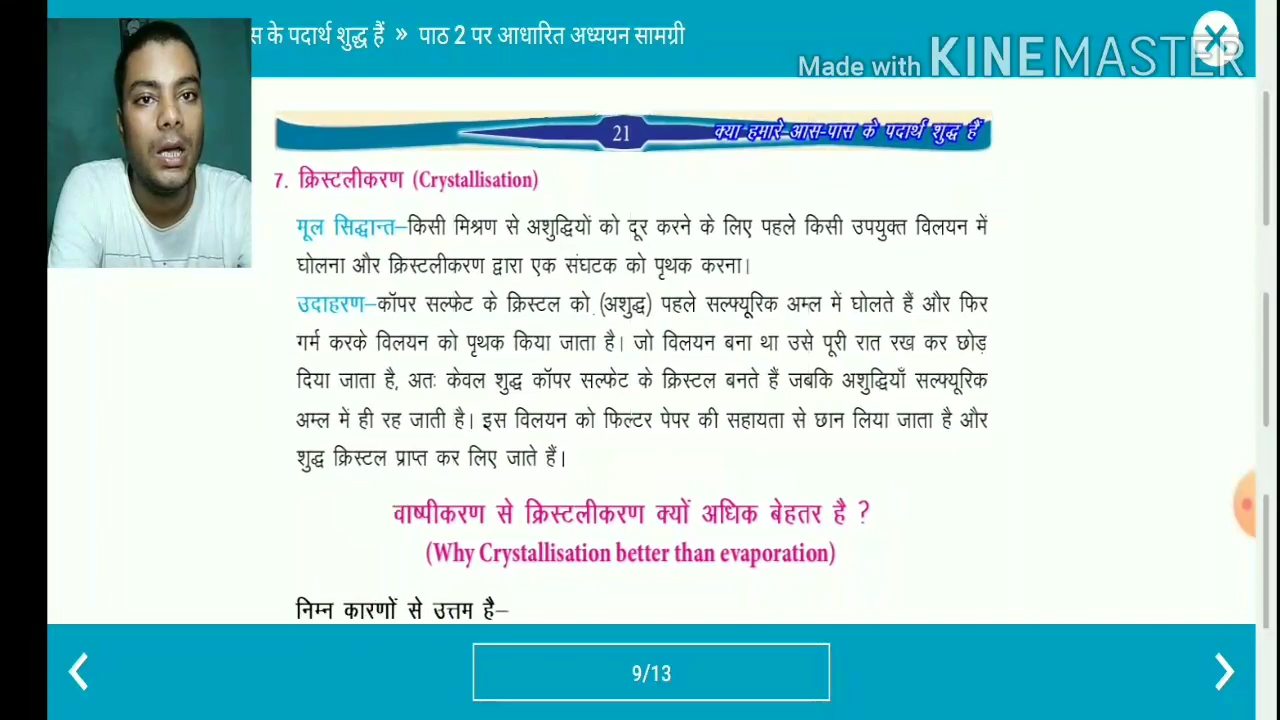 स के पदार्थ शुद्ध हैं » पाठ 2 पर आधारित अध्ययन सामग्री
Made with KINEMASTER
21
क्या हमारे आस-पास के पदार्थ शुद्ध हैं
7. क्रिस्टलीकरण (Crystallisation)
मूल सिद्धान्त–किसी मिश्रण से अशुद्धियों को दूर करने के लिए पहले किसी उपयुक्त विलयन में
घोलना और क्रिस्टलीकरण द्वारा एक संघटक को पृथक करना।
उदाहरण–कॉपर सल्फेट के क्रिस्टल को (अशुद्ध) पहले सल्फ्यूरिक अम्ल में घोलते हैं और फिर
गर्म करके विलयन को पृथक किया जाता है। जो विलयन बना था उसे पूरी रात रख कर छोड़
दिया जाता है, अतः केवल शुद्ध कॉपर सल्फेट के क्रिस्टल बनते हैं जबकि अशुद्धियाँ सल्फ्यूरिक
अम्ल में ही रह जाती है। इस विलयन को फिल्टर पेपर की सहायता से छान लिया जाता है और
शुद्ध क्रिस्टल प्राप्त कर लिए जाते हैं।
वाष्पीकरण से क्रिस्टलीकरण क्यों अधिक बेहतर है ?
(Why Crystallisation better than evaporation)
निम्न कारणों से उत्तम है–
9/13